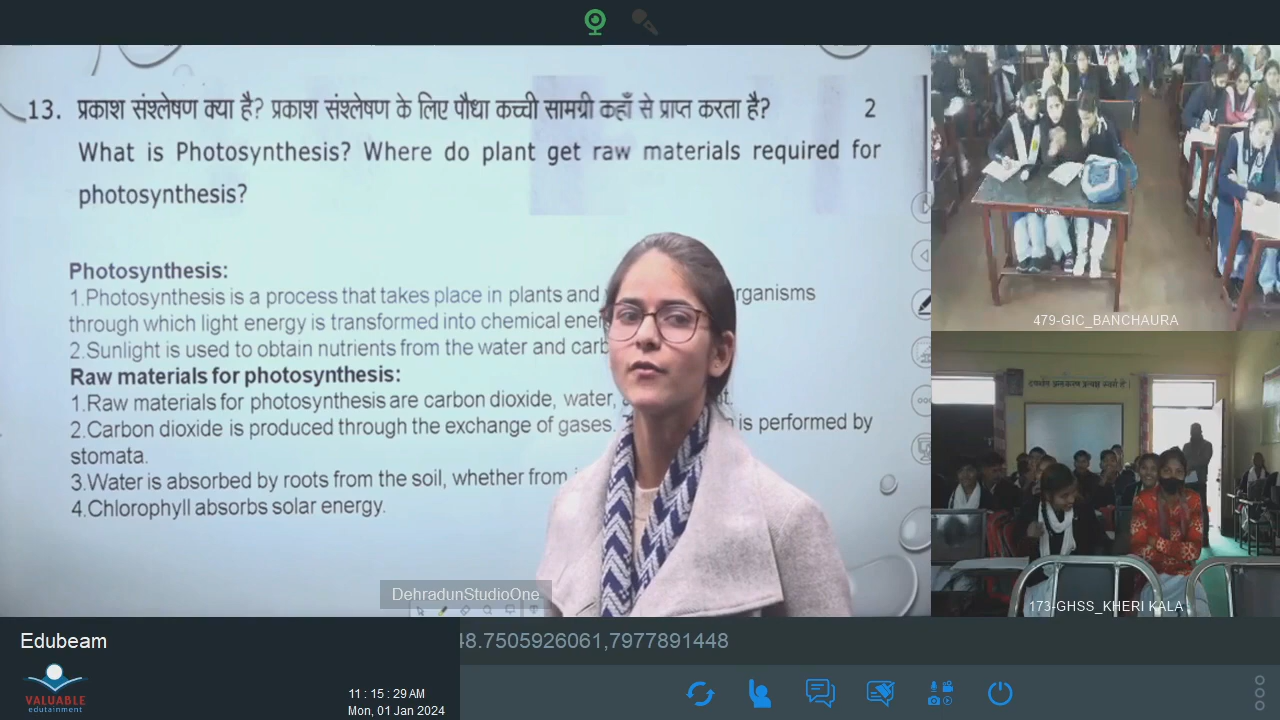 13. प्रकाश संश्लेषण क्या है? प्रकाश संश्लेषण के लिए पौधा कच्ची सामग्री कहाँ से प्राप्त करता है? 2
What is Photosynthesis? Where do plant get raw materials required for
photosynthesis?
Photosynthesis:
1.Photosynthesis is a process that takes place in plants and
through which light energy is transformed into chemical
2.Sunlight is used to obtain nutrients from the water and
Raw materials for photosynthesis:
1.Raw materials for photosynthesis are carbon dioxide, water,
2.Carbon dioxide is produced through the exchange of gases. is performed by
stomata.
3.Water is absorbed by roots from the soil, whether from
4.Chlorophyll absorbs solar energy.
DehradunStudioOne
479-GIC_BANCHAURA
173-GHSS_KHERI KALA
Edubeam
48.7505926061,7977891448
VALUABLE
edutainment
11 : 15 : 29 AM
Mon, 01 Jan 2024